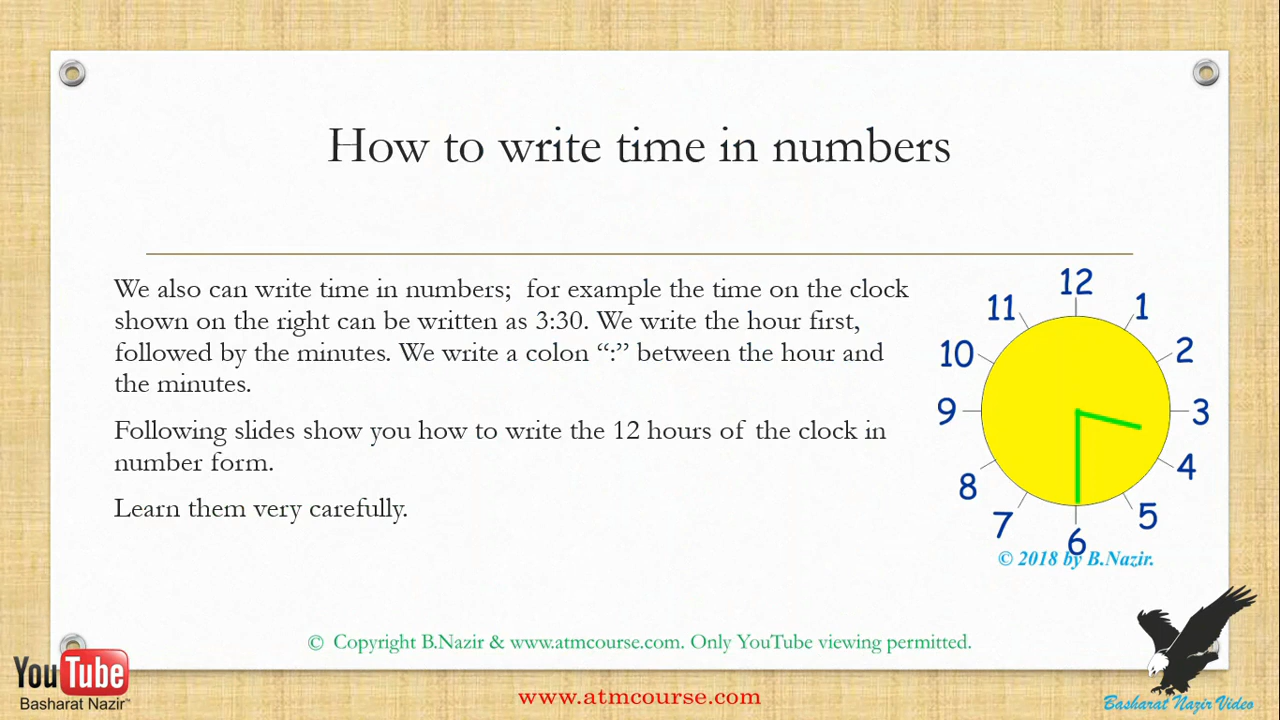 How to write time in numbers
We also can write time in numbers;  for example the time on the clock
shown on the right can be written as 3:30. We write the hour first,
followed by the minutes. We write a colon “:” between the hour and
the minutes.
Following slides show you how to write the 12 hours of the clock in
number form.
Learn them very carefully.
12
11
1
10
2
9
3
8
4
7
5
6
© 2018 by B.Nazir.
© Copyright B.Nazir & www.atmcourse.com. Only YouTube viewing permitted.
YouTube
Basharat Nazir™
www.atmcourse.com
Basharat Nazir Video